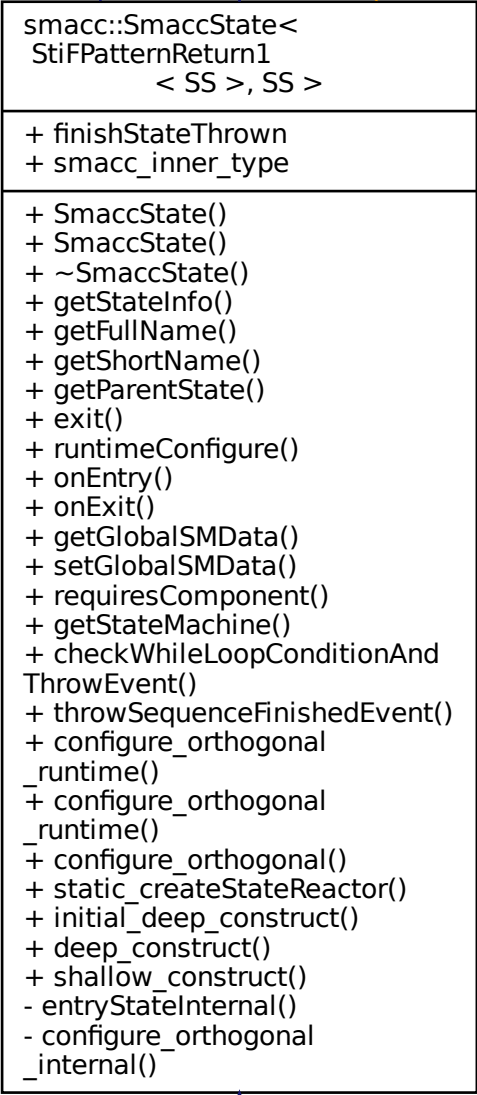 smacc::SmaccState<
StiFPatternReturn1
< SS >, SS >
+ finishStateThrown
+ smacc_inner_type
+ SmaccState()
+ SmaccState()
+ ~SmaccState()
+ getStateInfo()
+ getFullName()
+ getShortName()
+ getParentState()
+ exit()
+ runtimeConfigure()
+ onEntry()
+ onExit()
+ getGlobalSMData()
+ setGlobalSMData()
+ requiresComponent()
+ getStateMachine()
+ checkWhileLoopConditionAnd
ThrowEvent()
+ throwSequenceFinishedEvent()
+ configure_orthogonal
_runtime()
+ configure_orthogonal
_runtime()
+ configure_orthogonal()
+ static_createStateReactor()
+ initial_deep_construct()
+ deep_construct()
+ shallow_construct()
- entryStateInternal()
- configure_orthogonal
_internal()